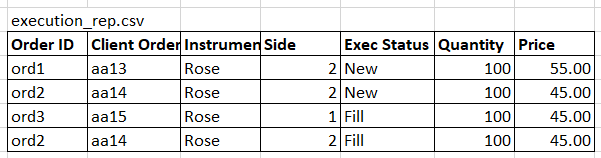 execution_rep.csv
Order ID Client Order Instrumen Side Exec Status Quantity Price
ord1 aa13 Rose 2 New 100 55.00
ord2 aa14 Rose 2 New 100 45.00
ord3 aa15 Rose 1 Fill 100 45.00
ord2 aa14 Rose 2 Fill 100 45.00